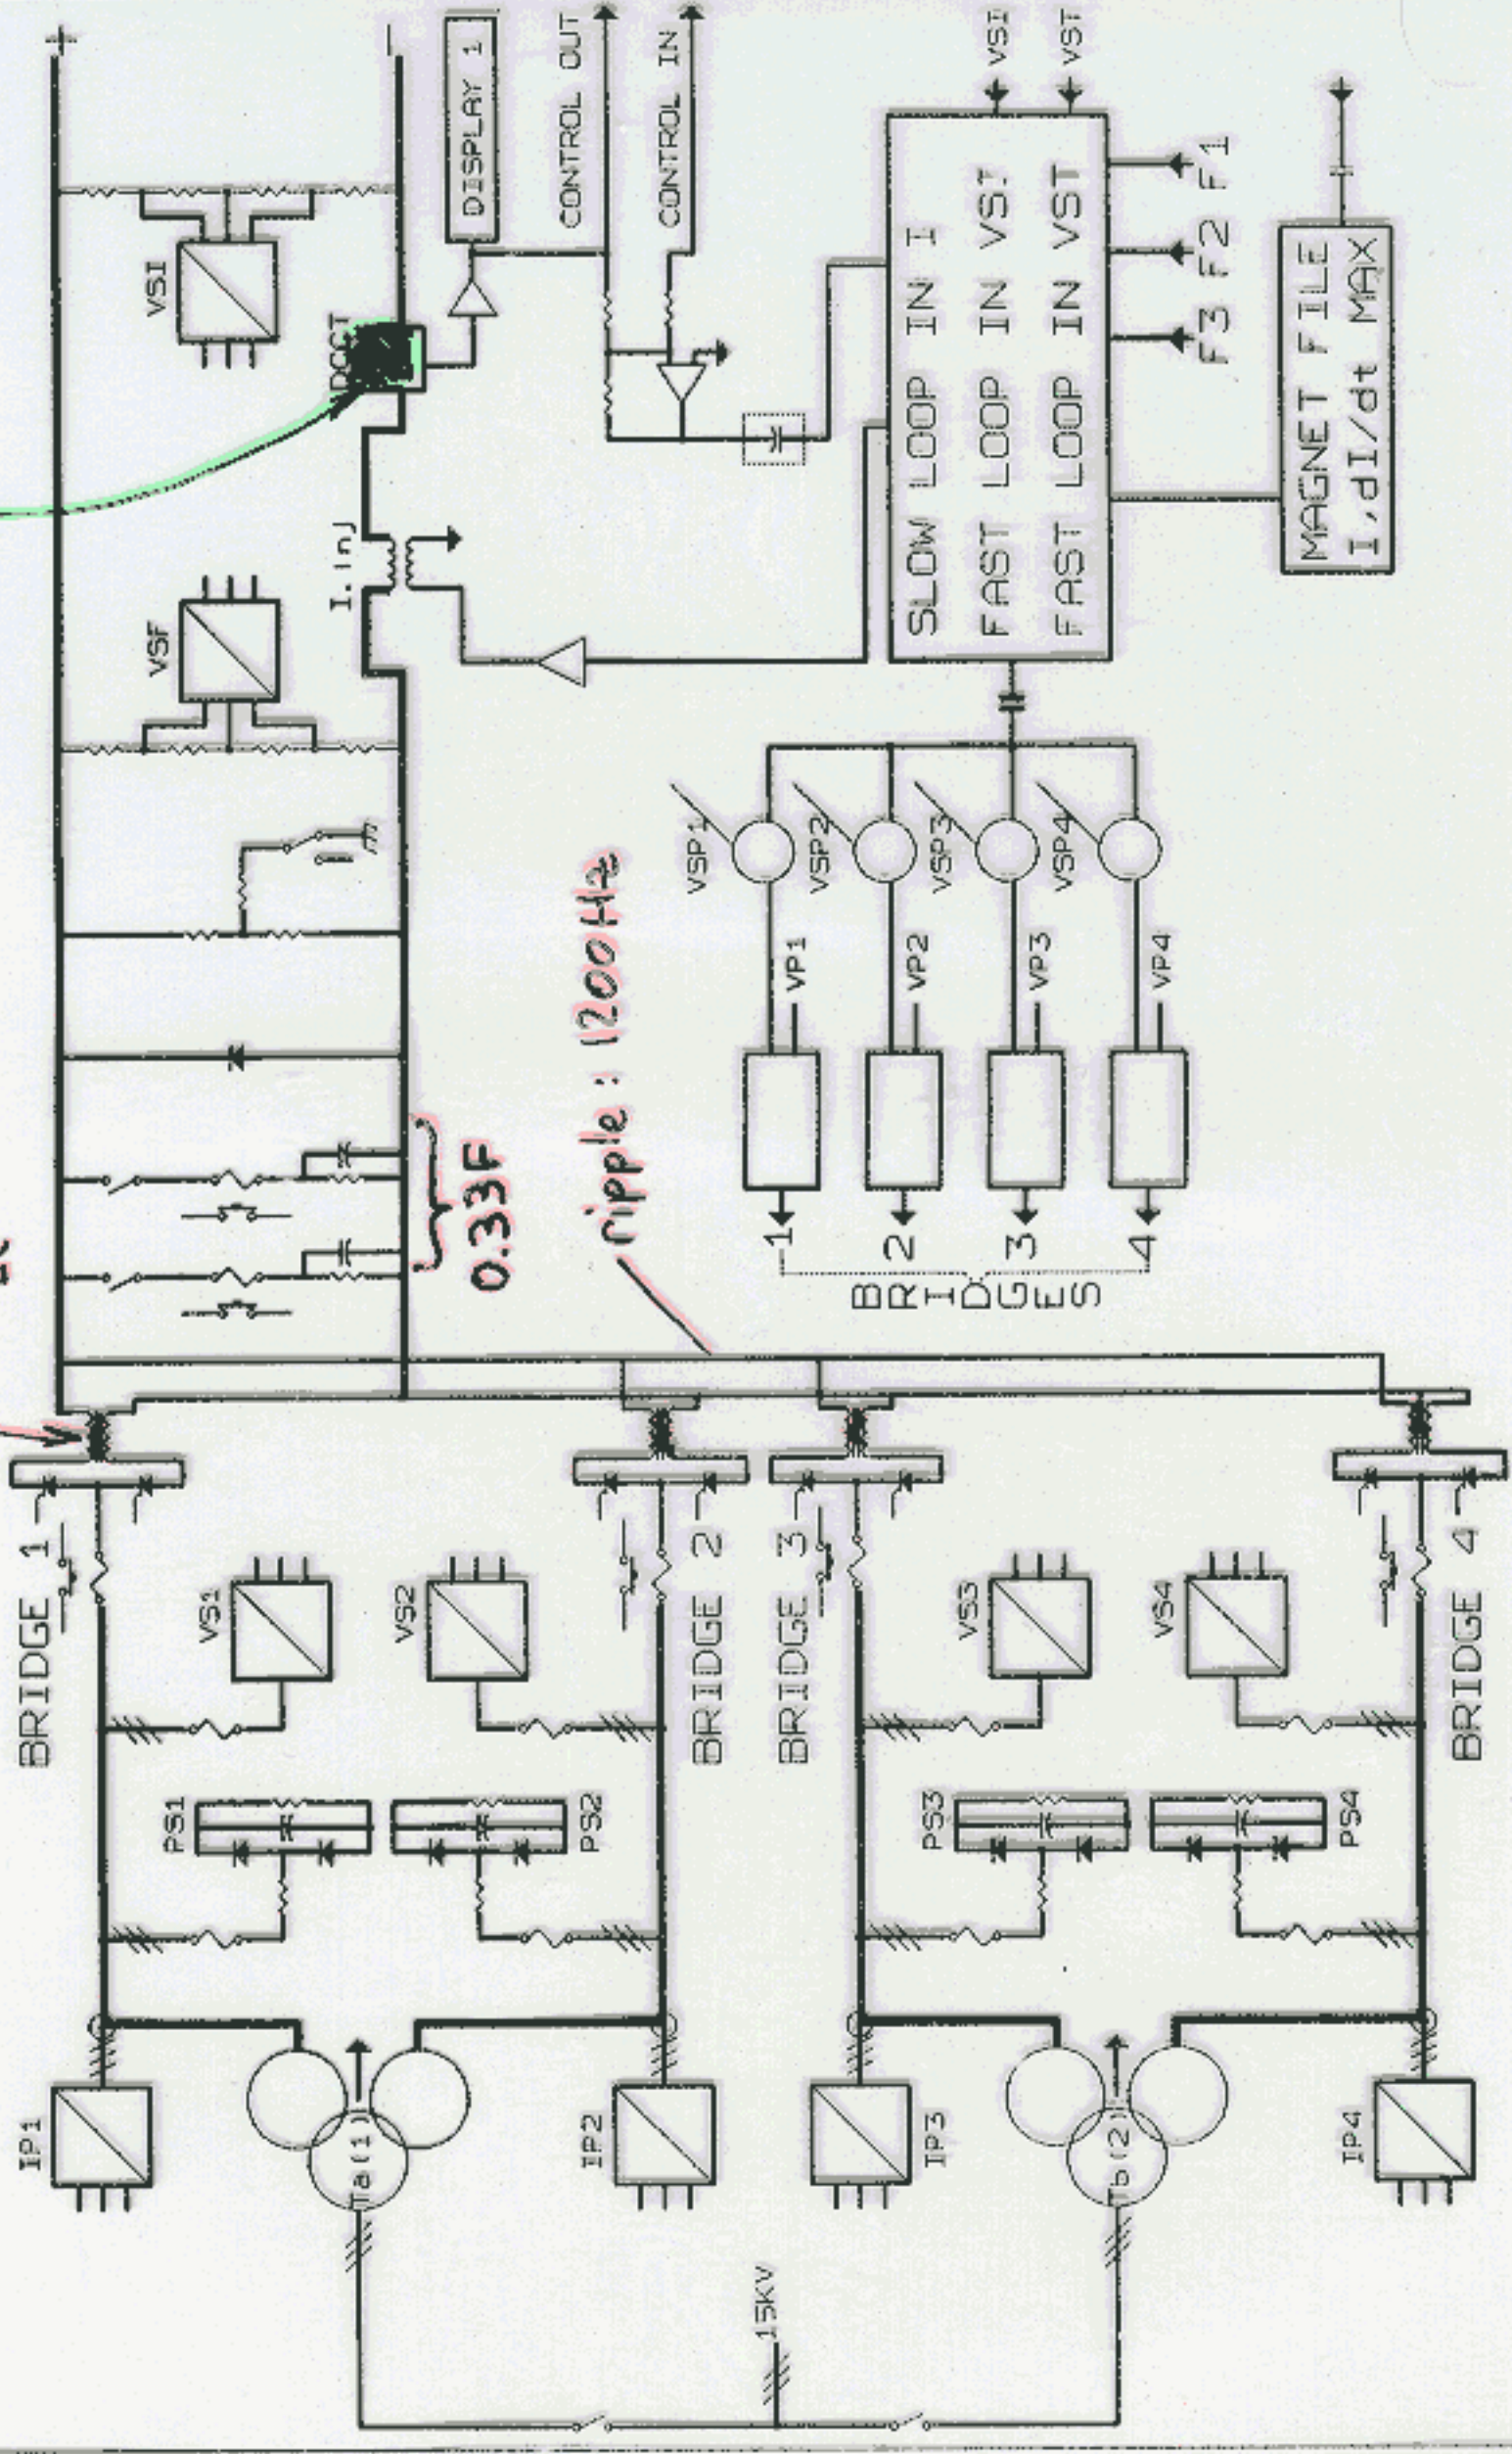 +
-
VSI
DCCT
DISPLAY 1
CONTROL OUT
CONTROL IN
VSI
VST
SLOW LOOP IN I
FAST LOOP IN VSI
FAST LOOP IN VST
F3 F2 F1
MAGNET FILE
I,dI/dt MAX
VSF
I.inj
0.33F
ripple: 1200Hz
VSP1
VSP2
VSP3
VSP4
VP1
VP2
VP3
VP4
1
2
3
4
BRIDGES
BRIDGE 1
BRIDGE 2
BRIDGE 3
BRIDGE 4
VS1
VS2
VS3
VS4
PS1
PS2
PS3
PS4
IP1
Ta(1)
IP2
IP3
Tb(2)
IP4
15KV